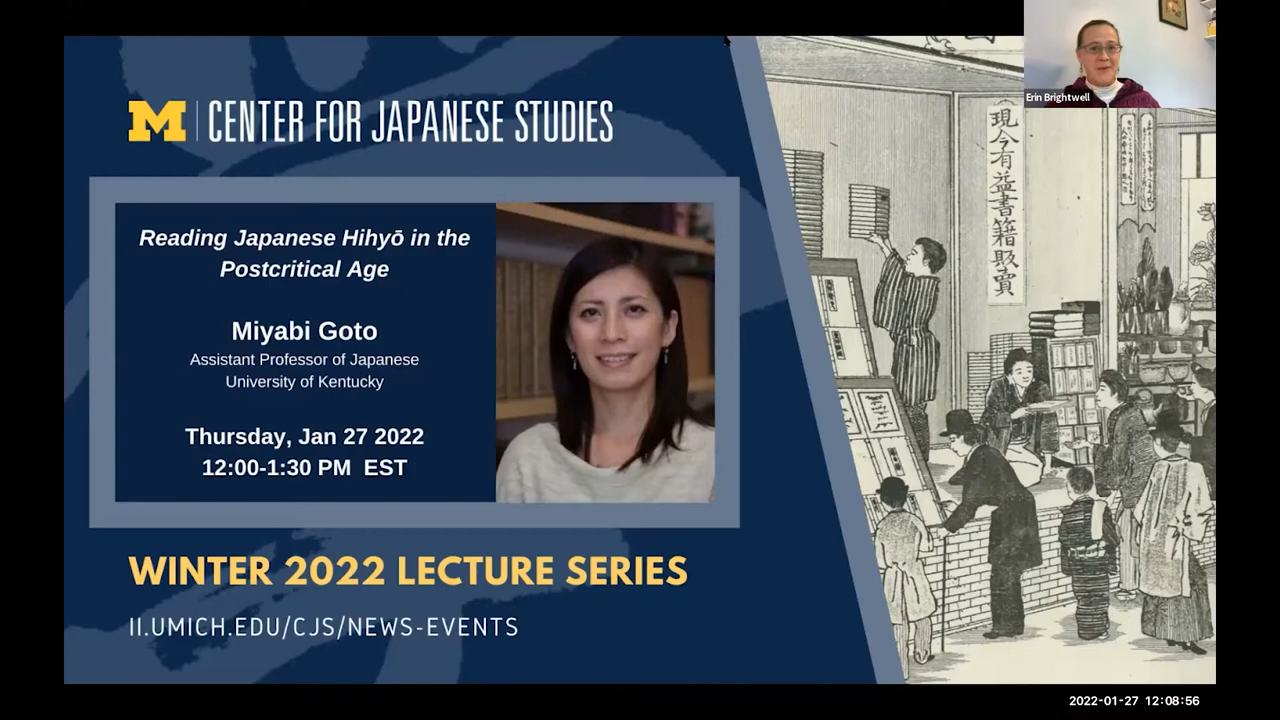 M | CENTER FOR JAPANESE STUDIES
Reading Japanese Hihyō in the
Postcritical Age
Miyabi Goto
Assistant Professor of Japanese
University of Kentucky
Thursday, Jan 27 2022
12:00-1:30 PM EST
WINTER 2022 LECTURE SERIES
II.UMICH.EDU/CJS/NEWS-EVENTS
Erin Brightwell
現今有益書籍販賣
2022-01-27 12:08:56